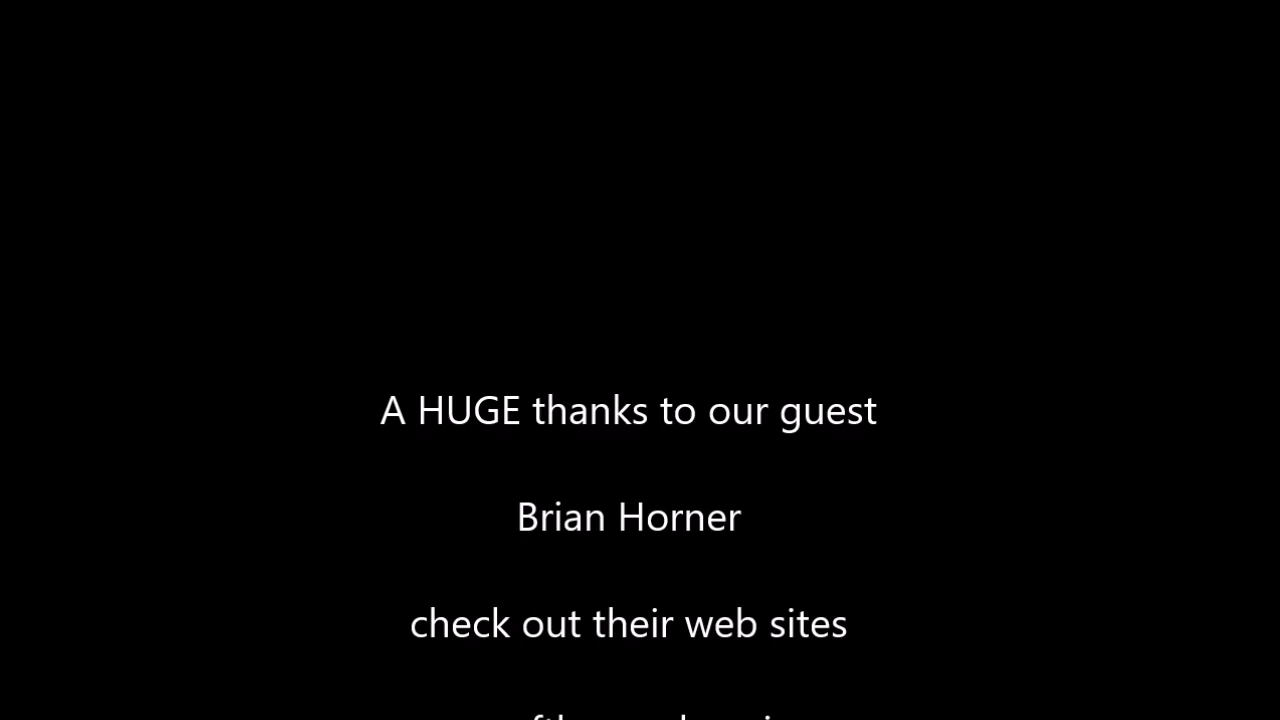 A HUGE thanks to our guest
Brian Horner
check out their web sites